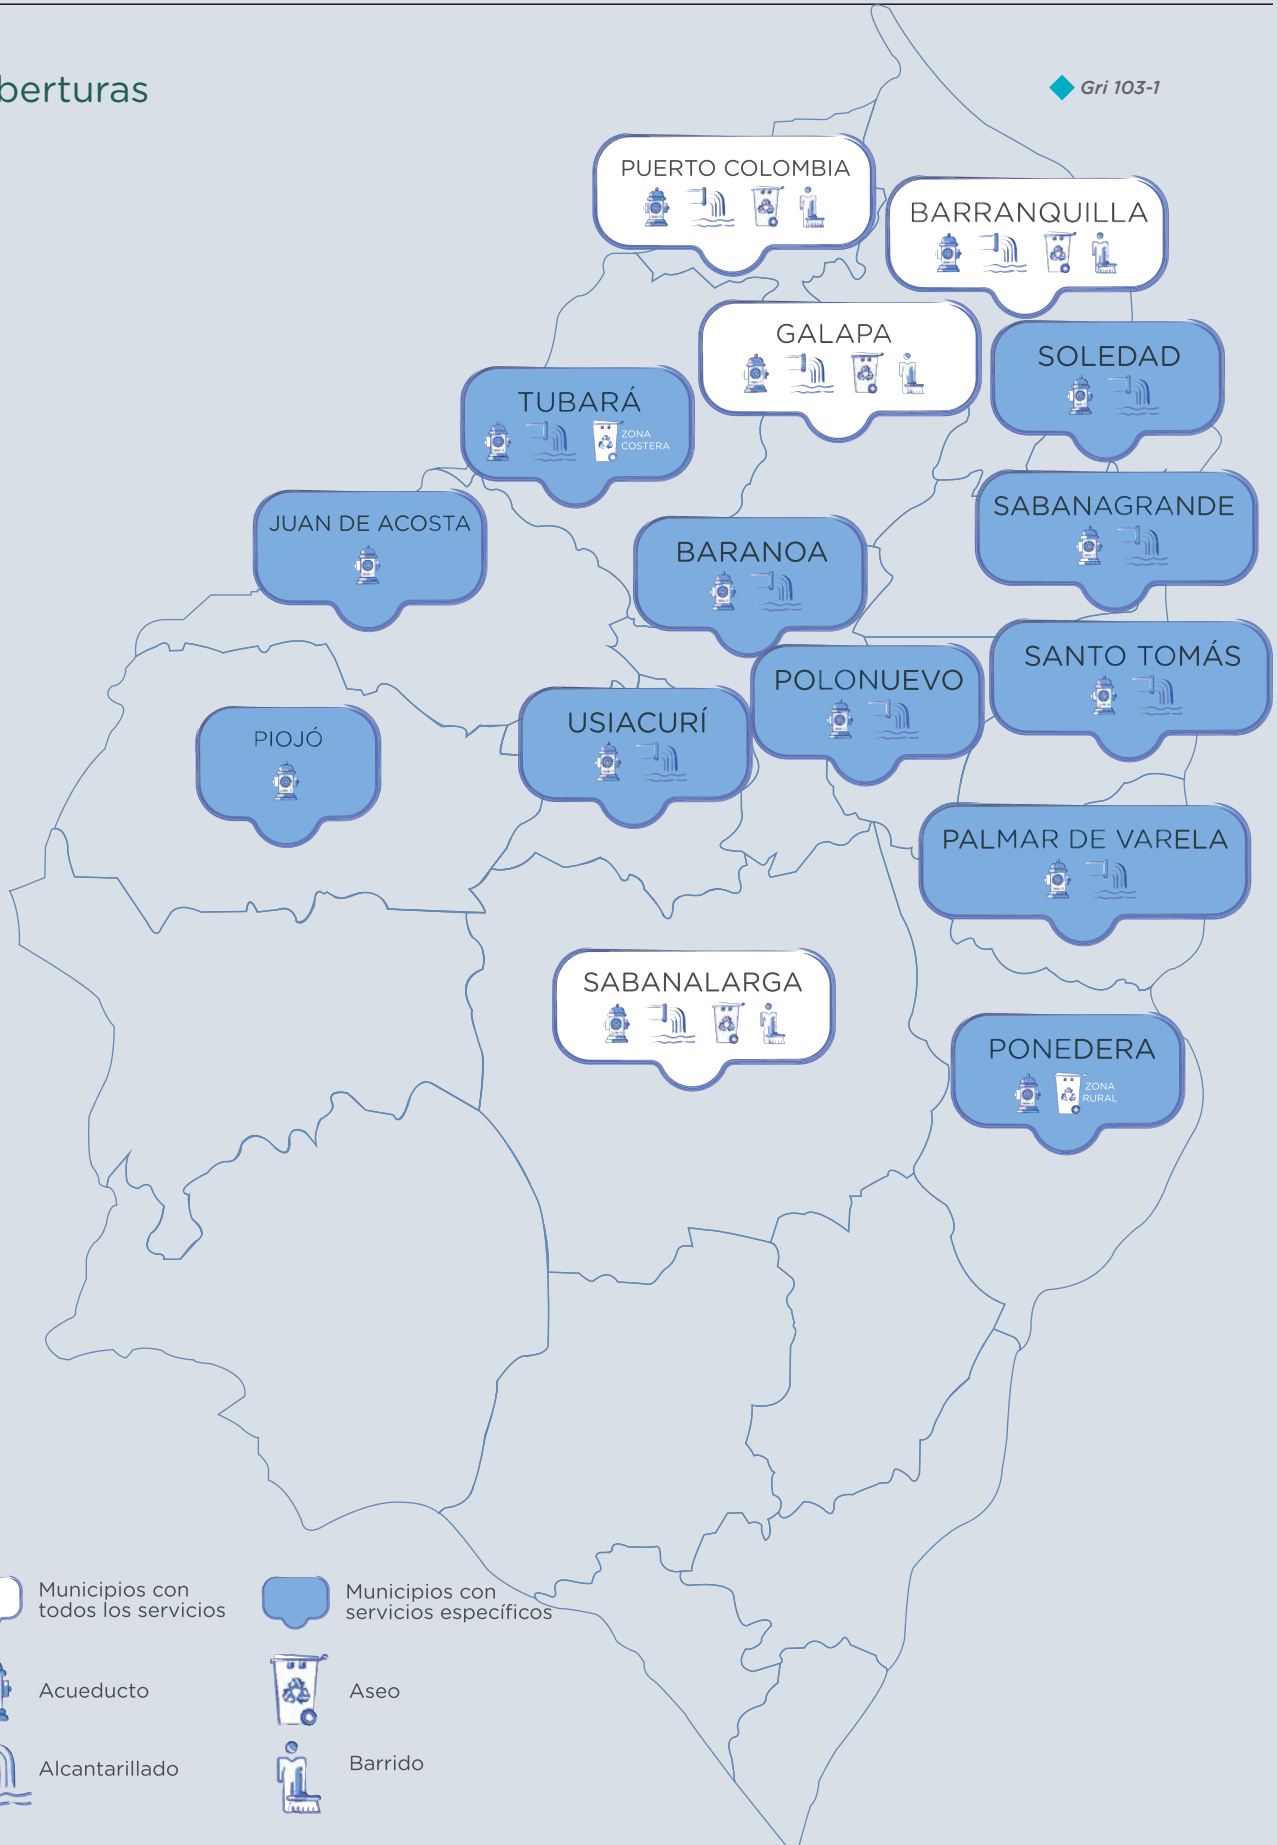 berturas
Gri 103-1
PUERTO COLOMBIA
BARRANQUILLA
GALAPA
SOLEDAD
TUBARÁ
ZONA
COSTERA
SABANAGRANDE
JUAN DE ACOSTA
BARANOA
SANTO TOMÁS
POLONUEVO
USIACURÍ
PIOJÓ
PALMAR DE VARELA
SABANALARGA
PONEDERA
ZONA
RURAL
Municipios con
todos los servicios
Municipios con
servicios específicos
Acueducto
Aseo
Alcantarillado
Barrido